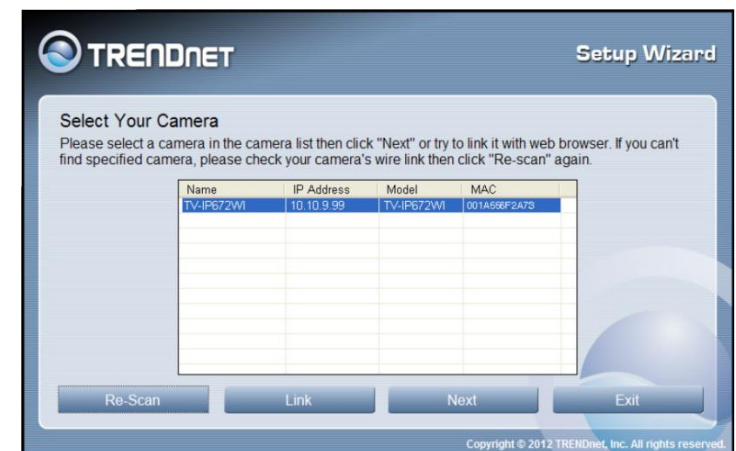 TRENDNET
Setup Wizard
Select Your Camera
Please select a camera in the camera list then click "Next" or try to link it with web browser. If you can't
find specified camera, please check your camera's wire link then click "Re-scan" again.
Name IP Address Model MAC
TV-IP672WI 10.10.9.99 TV-IP672WI 001A556F2A73
Re-Scan Link Next Exit
Copyright © 2012 TRENDnet, Inc. All rights reserved.